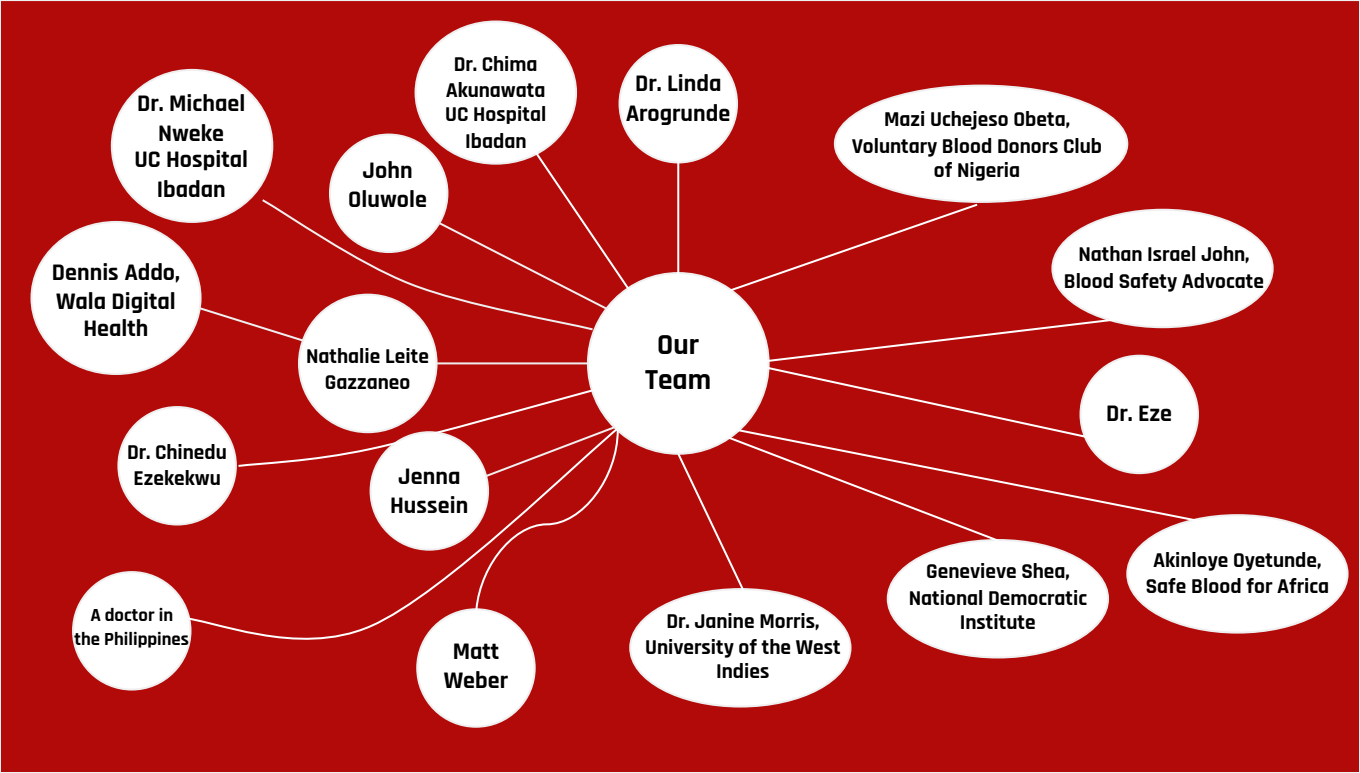 Dr. Chima
Akunawata
UC Hospital
Ibadan
Dr. Linda
Arogrunde
Dr. Michael
Nweke
UC Hospital
Ibadan
Mazi Uchejeso Obeta,
Voluntary Blood Donors Club
of Nigeria
John
Oluwole
Nathan Israel John,
Blood Safety Advocate
Dennis Addo,
Wala Digital
Health
Our
Team
Nathalie Leite
Gazzaneo
Dr. Eze
Dr. Chinedu
Ezekekwu
Jenna
Hussein
Akinloye Oyetunde,
Safe Blood for Africa
Genevieve Shea,
National Democratic
Institute
A doctor in
the Philippines
Dr. Janine Morris,
University of the West
Indies
Matt
Weber